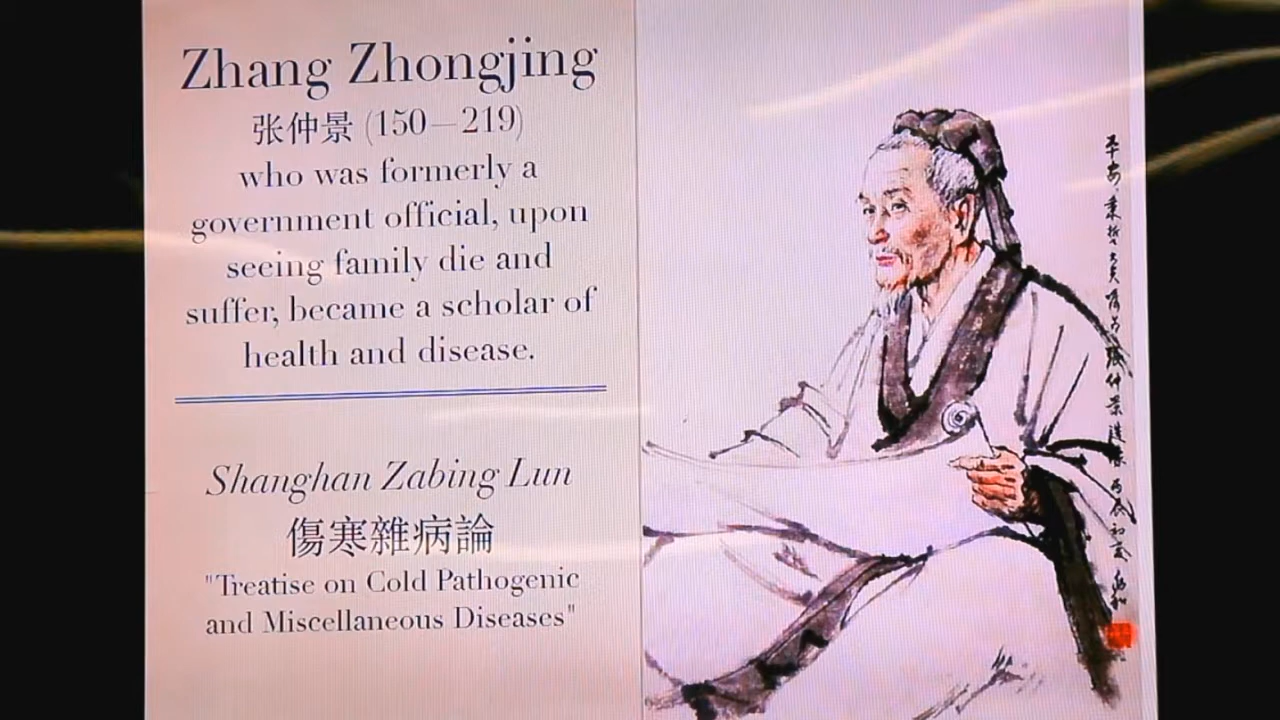 Zhang Zhongjing
张仲景 (150–219)
who was formerly a
government official, upon
seeing family die and
suffer, became a scholar of
health and disease.
Shanghan Zabing Lun
傷寒雜病論
"Treatise on Cold Pathogenic
and Miscellaneous Diseases"